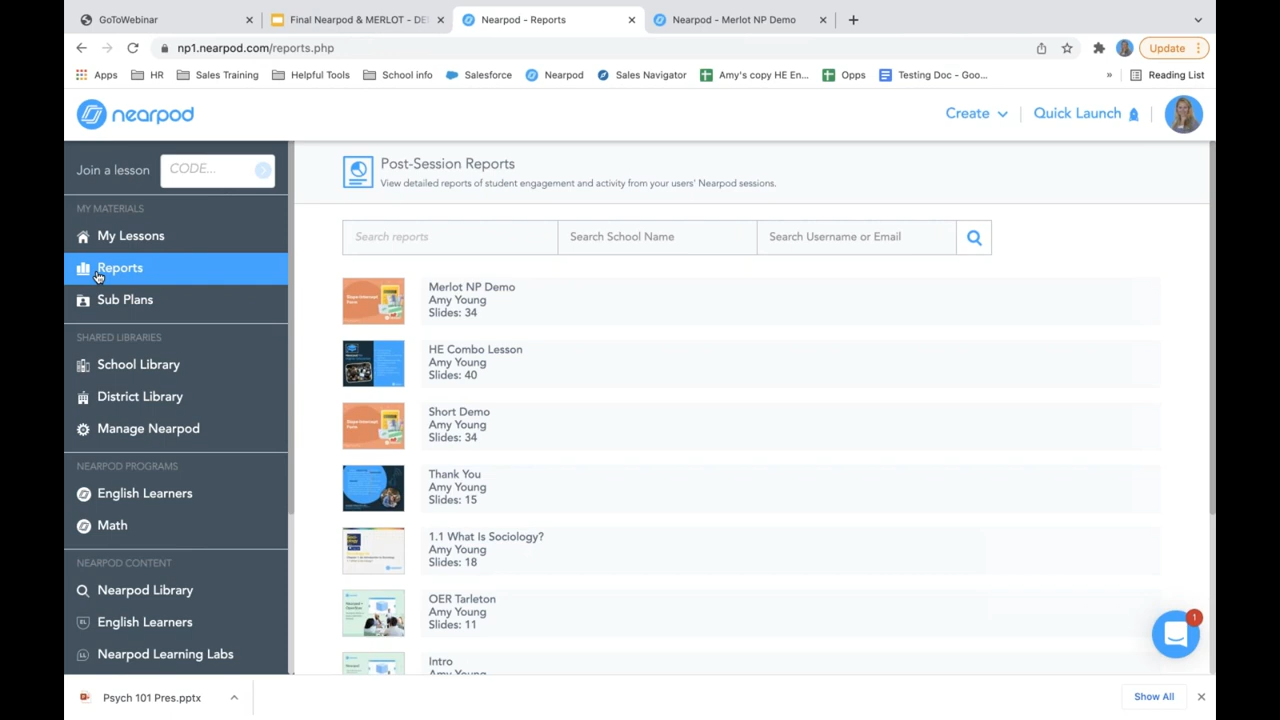 GoToWebinar
Final Nearpod & MERLOT - DE
Nearpod - Reports
Nearpod - Merlot NP Demo
np1.nearpod.com/reports.php
Update
Apps
HR
Sales Training
Helpful Tools
School info
Salesforce
Nearpod
Sales Navigator
Amy's copy HE En...
Opps
Testing Doc - Goo...
»
Reading List
nearpod
Create
Quick Launch
Join a lesson
CODE...
MY MATERIALS
My Lessons
Reports
Sub Plans
SHARED LIBRARIES
School Library
District Library
Manage Nearpod
NEARPOD PROGRAMS
English Learners
Math
NEARPOD CONTENT
Nearpod Library
EL
English Learners
LL
Nearpod Learning Labs
Post-Session Reports
View detailed reports of student engagement and activity from your users' Nearpod sessions.
Search reports
Search School Name
Search Username or Email
Merlot NP Demo
Amy Young
Slides: 34
HE Combo Lesson
Amy Young
Slides: 40
Short Demo
Amy Young
Slides: 34
Thank You
Amy Young
Slides: 15
1.1 What Is Sociology?
Amy Young
Slides: 18
OER Tarleton
Amy Young
Slides: 11
Intro
Amy Young
1
Psych 101 Pres.pptx
Show All